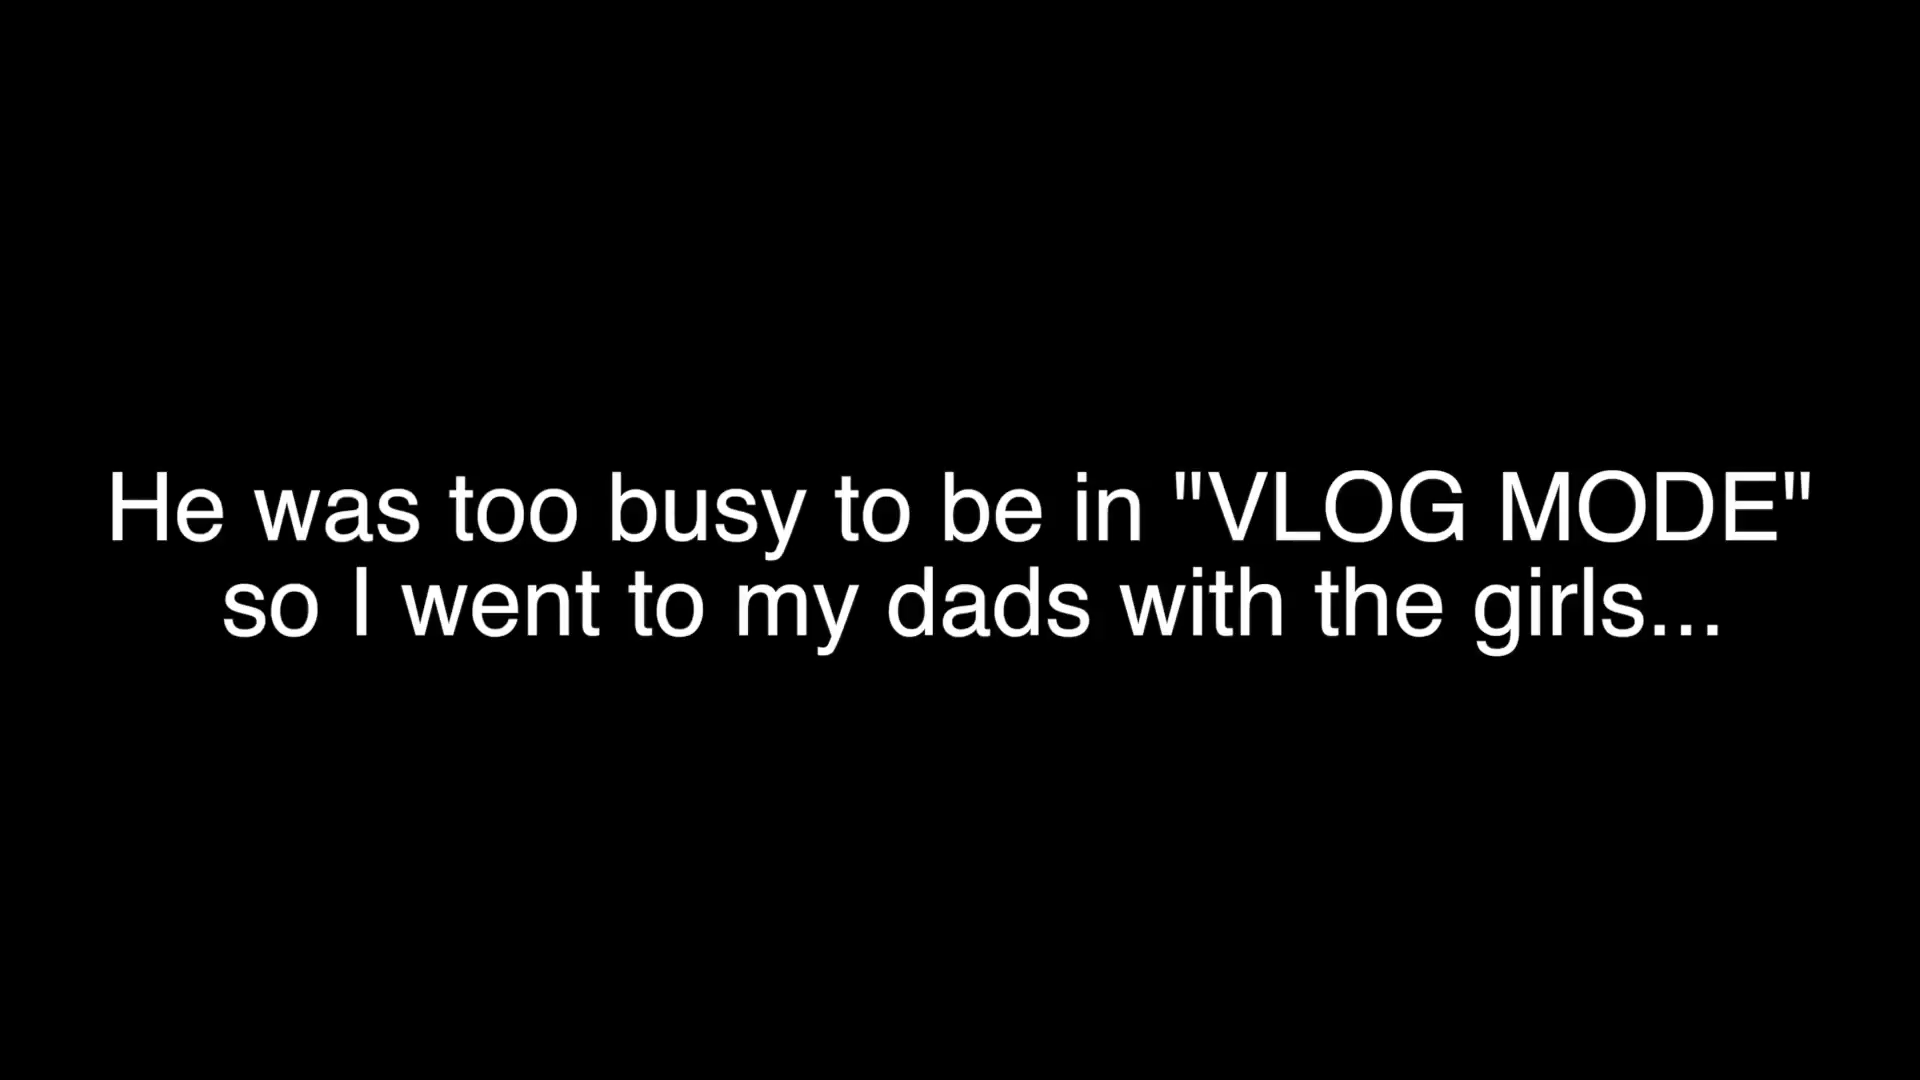 He was too busy to be in "VLOG MODE"
so I went to my dads with the girls...